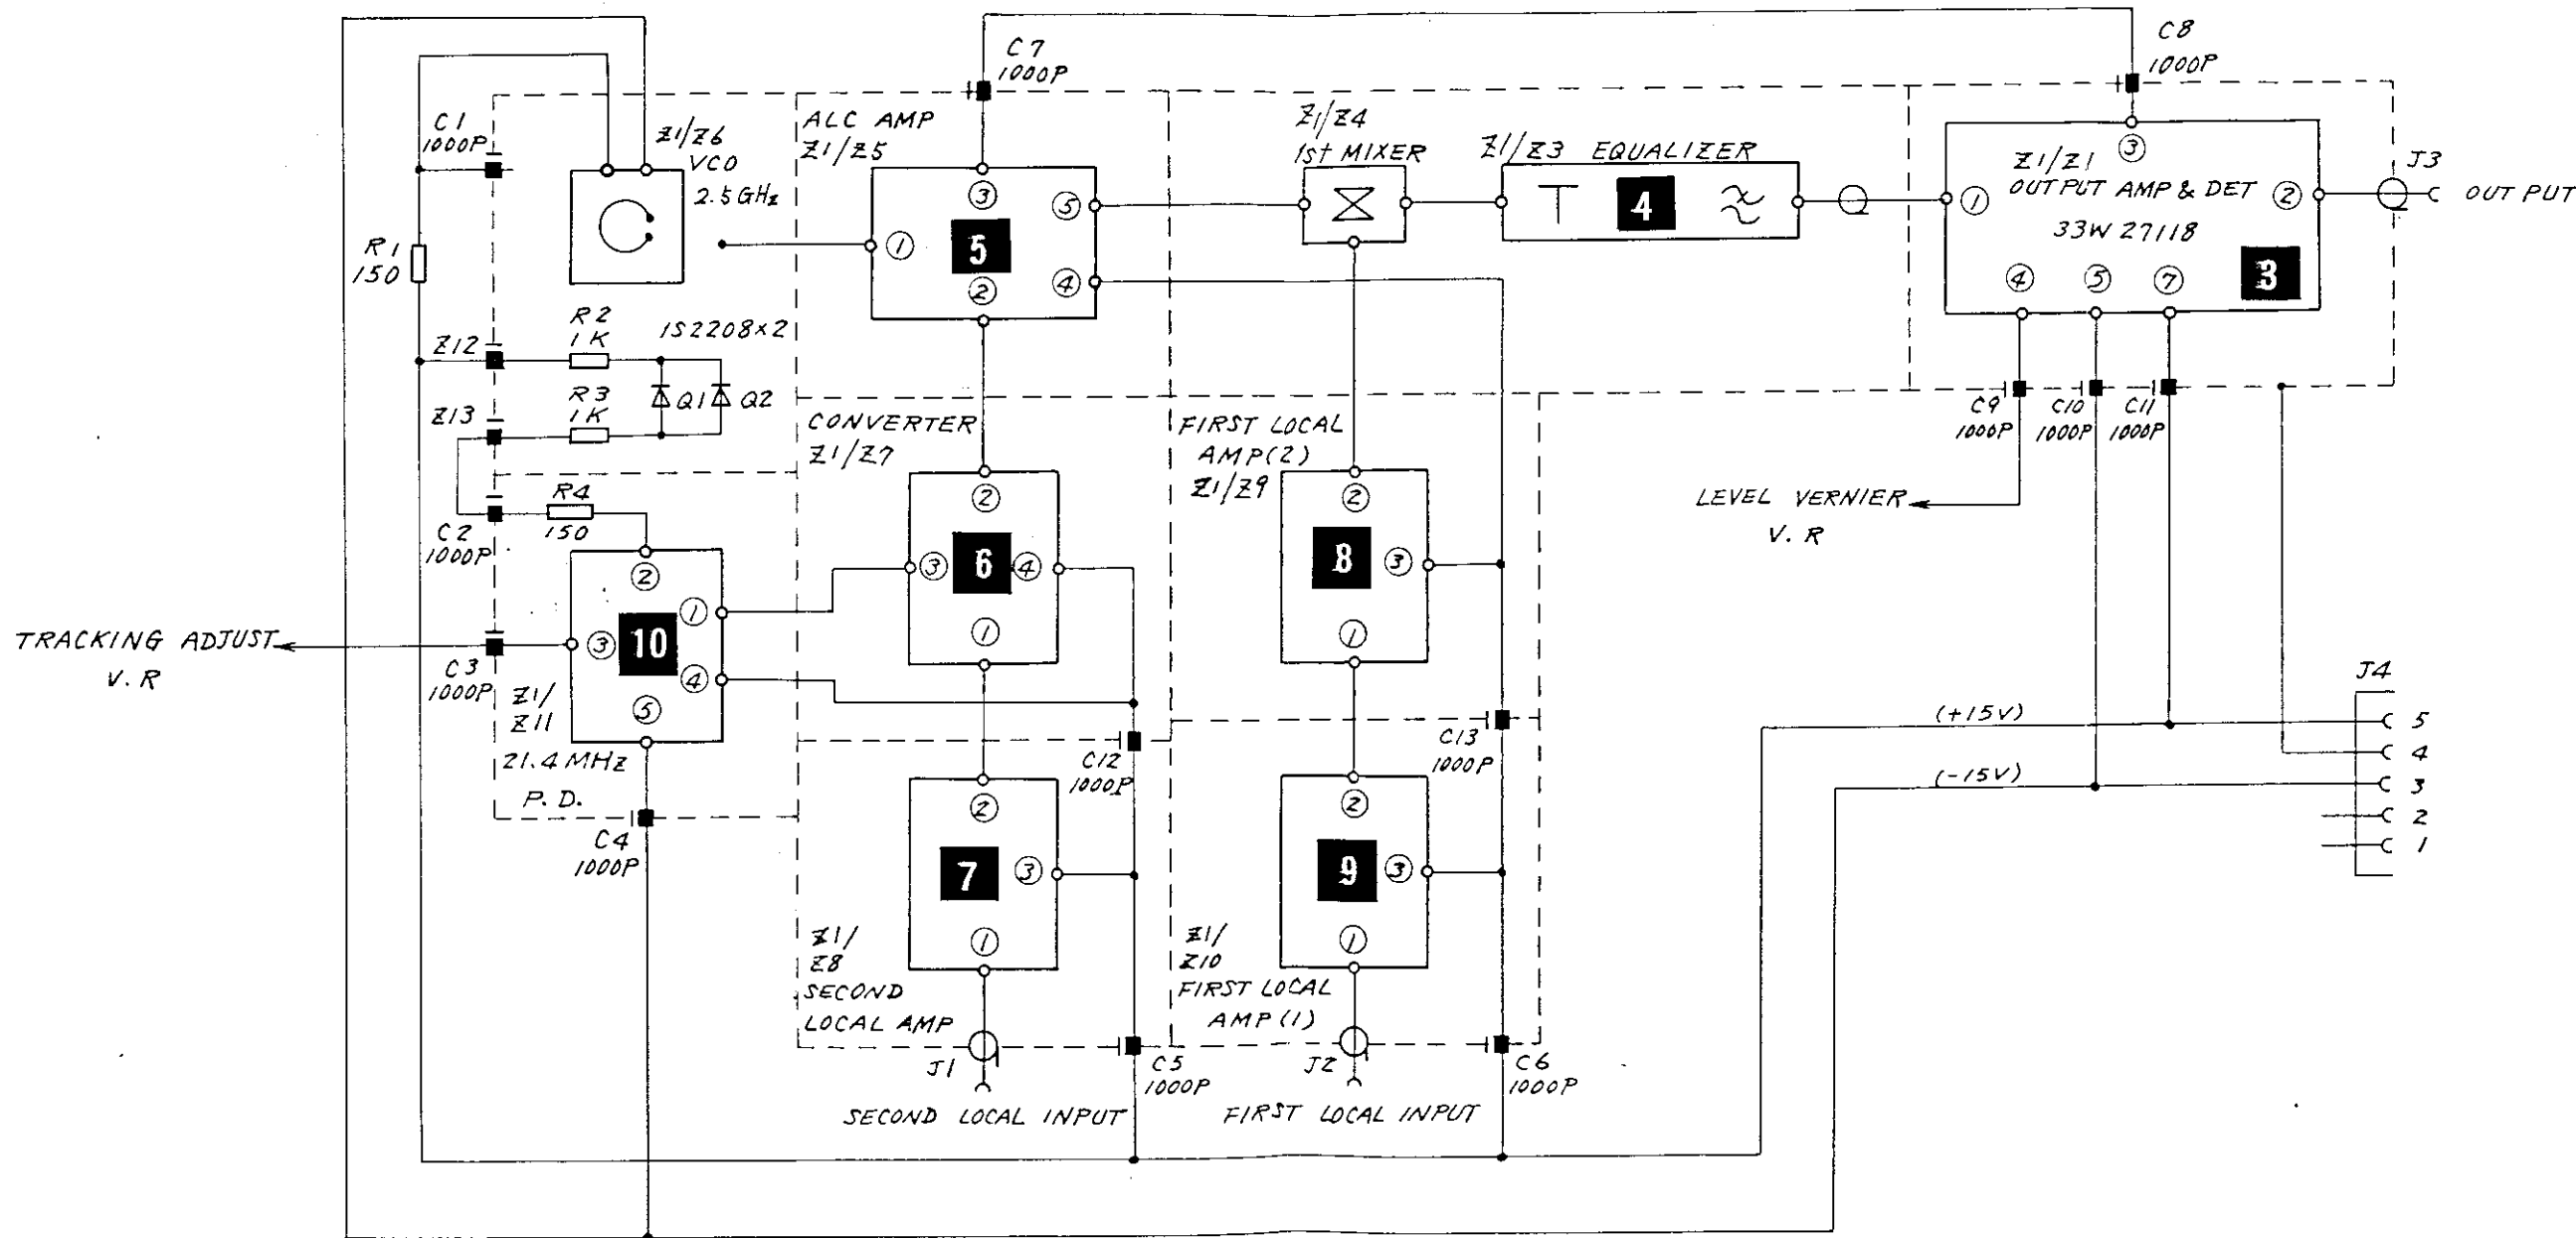 C7
1000P
C8
1000P
C1
1000P
Z1/Z6
VCO
2.5GHz
ALC AMP
Z1/Z5
3
5
1
5
2
4
Z1/Z4
1st MIXER
Z1/Z3 EQUALIZER
4
3
Z1/Z1
OUTPUT AMP & DET
33W 27118
1
2
4
5
7
3
J3
OUTPUT
R1
150
Z12
R2
1K
1S2208×2
Z13
R3
1K
Q1
Q2
C9
1000P
C10
1000P
C11
1000P
CONVERTER
Z1/Z7
FIRST LOCAL
AMP(2)
Z1/Z9
LEVEL VERNIER
V.R
C2
1000P
R4
150
2
3
6
4
1
2
8
3
1
TRACKING ADJUST
V.R
C3
1000P
2
1
3
10
4
5
Z1/
Z11
21.4MHz
P.D.
C4
1000P
C12
1000P
C13
1000P
(+15V)
(-15V)
J4
5
4
3
2
1
2
7
3
1
Z1/
Z8
SECOND
LOCAL AMP
2
9
3
1
Z1/
Z10
FIRST LOCAL
AMP(1)
J1
C5
1000P
J2
C6
1000P
SECOND LOCAL INPUT
FIRST LOCAL INPUT